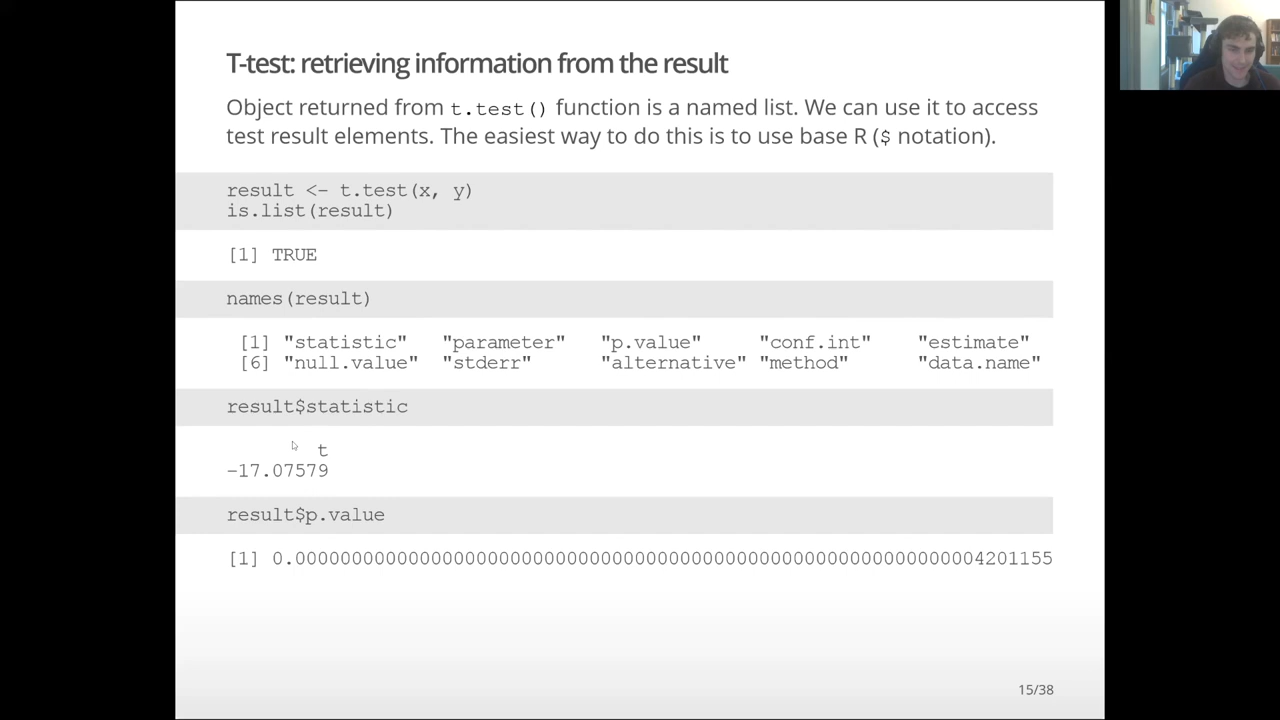 T-test: retrieving information from the result
Object returned from t.test() function is a named list. We can use it to access
test result elements. The easiest way to do this is to use base R ($ notation).
result <- t.test(x, y)
is.list(result)
[1] TRUE
names(result)
[1] "statistic" "parameter" "p.value" "conf.int" "estimate"
[6] "null.value" "stderr" "alternative" "method" "data.name"
result$statistic
t
-17.07579
result$p.value
[1] 0.0000000000000000000000000000000000000000000000000000000000004201155
15/38